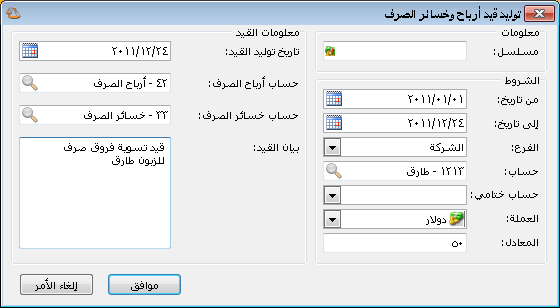 توليد قيد أرباح وخسائر الصرف
معلومات
مسلسل:
الشروط
من تاريخ: ٢٠١١/٠١/٠١
إلى تاريخ: ٢٠١١/١٢/٢٤
الفرع: الشركة
حساب: ١٢١٣ - طارق
حساب ختامي:
العملة: دولار
المعادل: ٥٠
معلومات القيد
تاريخ توليد القيد: ٢٠١١/١٢/٢٤
حساب أرباح الصرف: ٤٢ - أرباح الصرف
حساب خسائر الصرف: ٣٣ - خسائر الصرف
بيان القيد: قيد تسوية فروق صرف
للزبون طارق
موافق
إلغاء الأمر